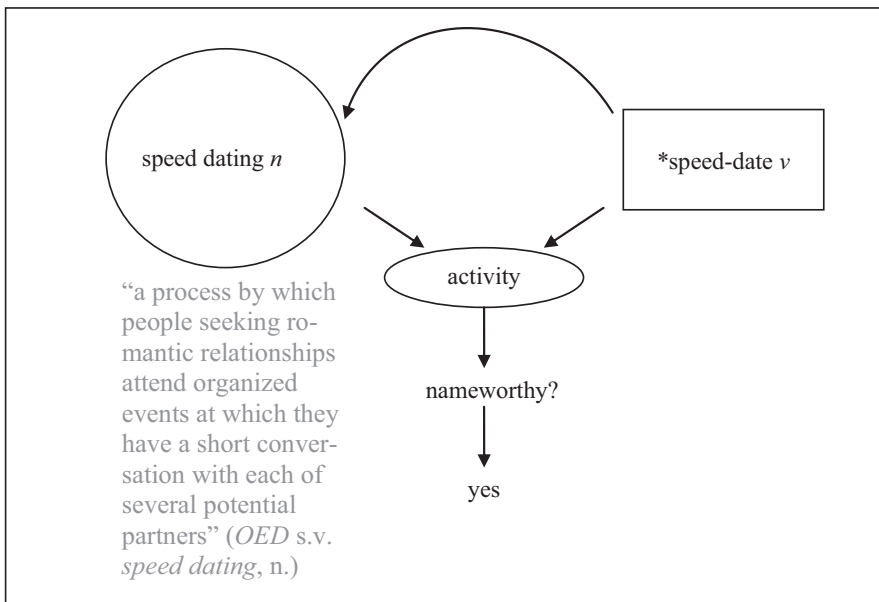 speed dating n
*speed-date v
activity
“a process by which
people seeking ro-
mantic relationships
attend organized
events at which they
have a short conver-
sation with each of
several potential
partners” (OED s.v.
speed dating, n.)
nameworthy?
yes